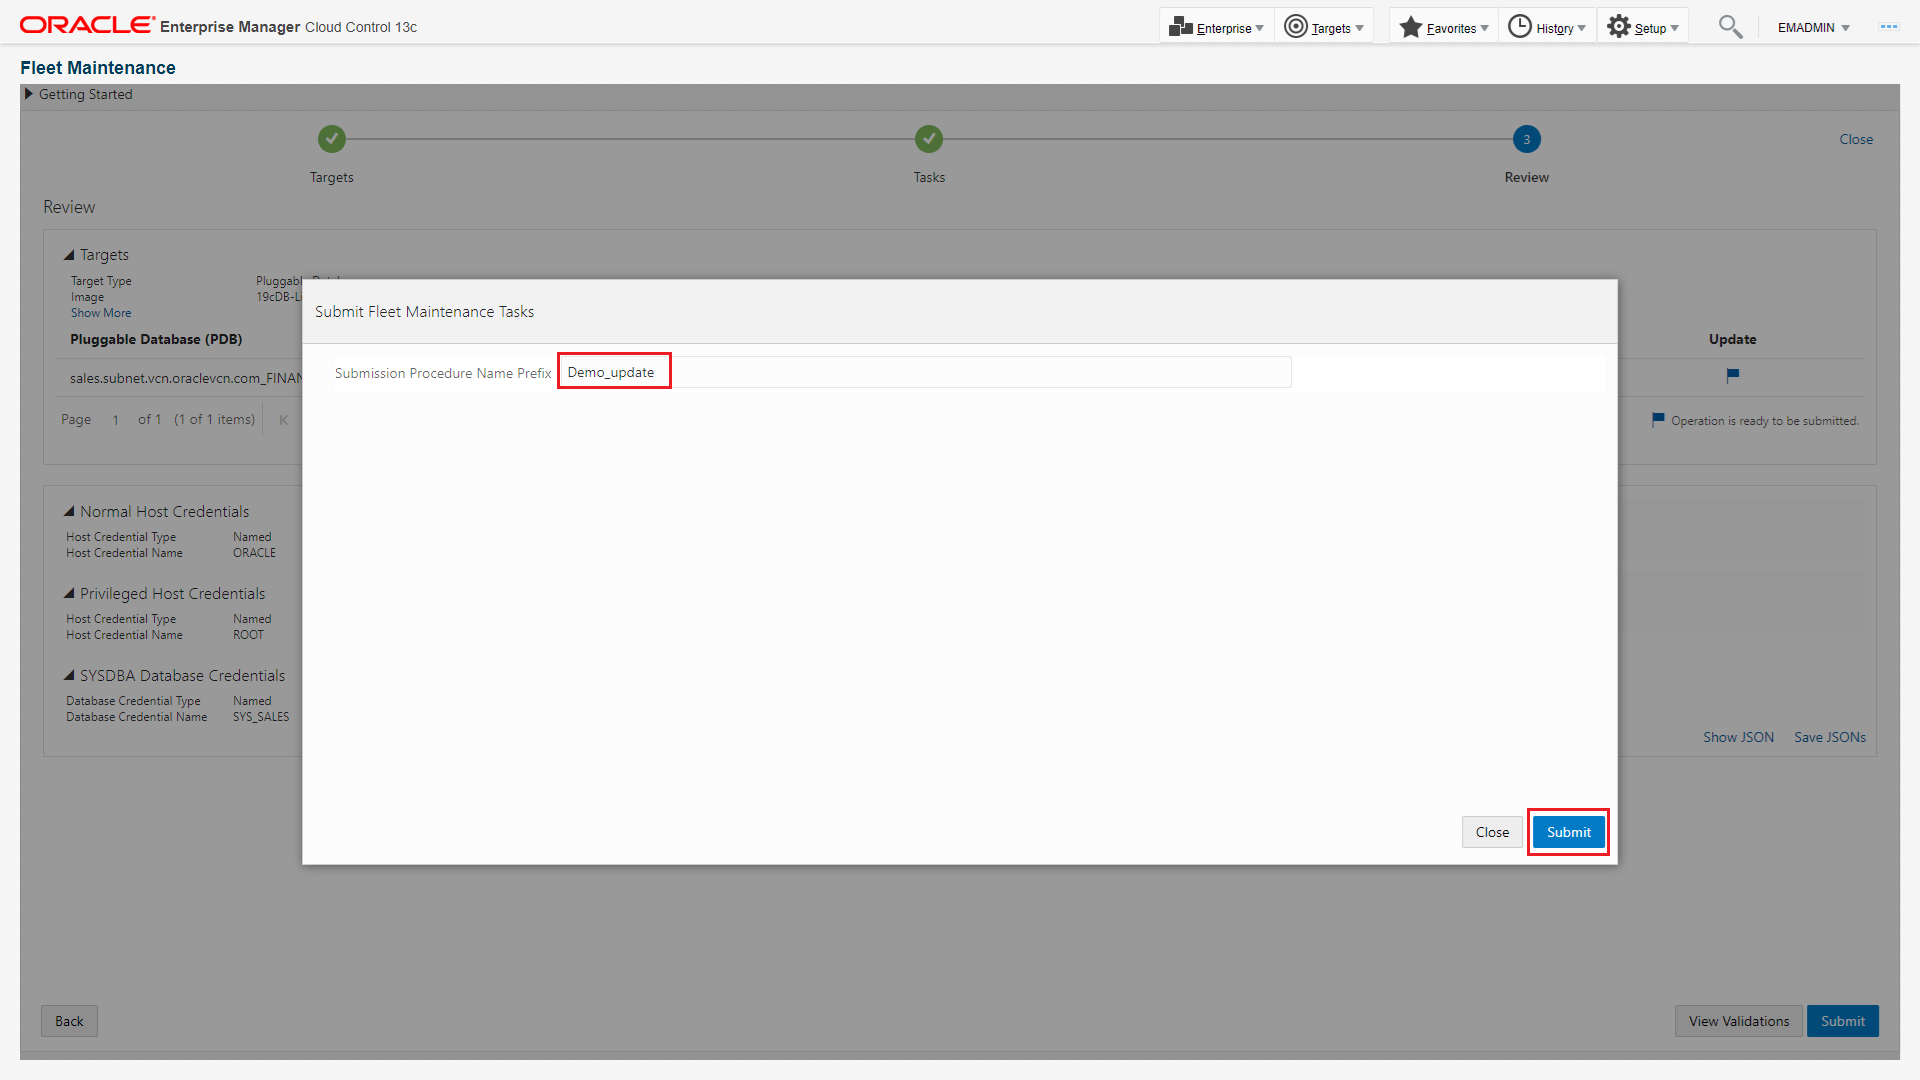 ORACLE Enterprise Manager Cloud Control 13c Enterprise Targets Favorites History Setup EMADMIN
Fleet Maintenance
Getting Started
3 Close
Targets Tasks Review
Review
Targets
Target Type
Image 19cDB-Li
Show More
Submit Fleet Maintenance Tasks
Pluggable Database (PDB) Update
Submission Procedure Name Prefix Demo_update
sales.subnet.vcn.oraclevcn.com_FINAN
Page 1 of 1 (1 of 1 items) K Operation is ready to be submitted.
Normal Host Credentials
Host Credential Type Named
Host Credential Name ORACLE
Privileged Host Credentials
Host Credential Type Named
Host Credential Name ROOT
SYSDBA Database Credentials
Database Credential Type Named
Database Credential Name SYS_SALES
Show JSON Save JSONs
Close Submit
Back View Validations Submit